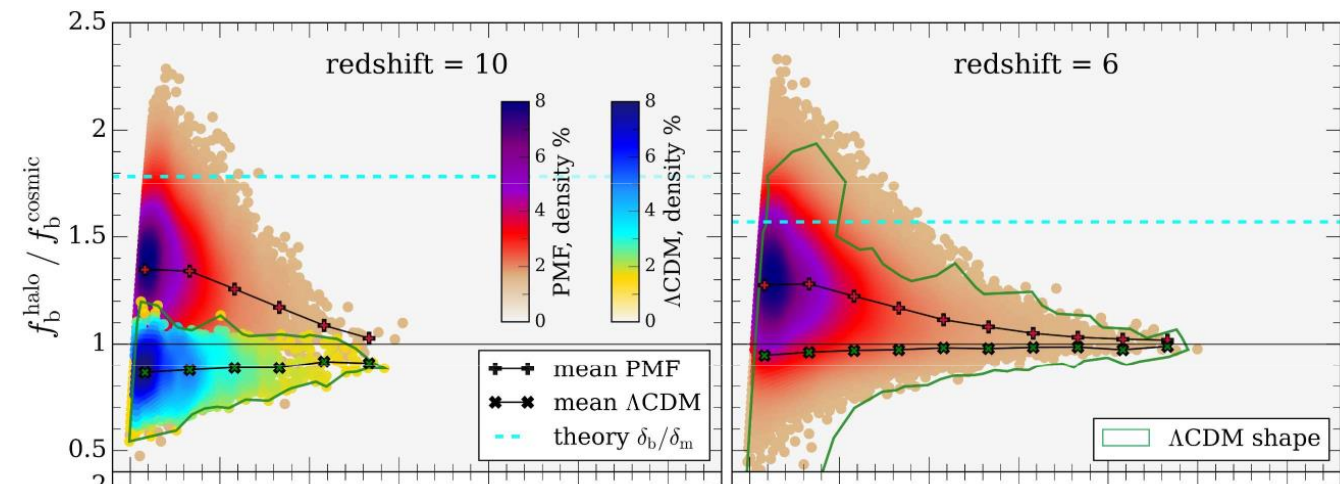 2.5
2
1.5
1
0.5
2
f_b^halo / f_b^cosmic
redshift = 10
8
6
4
2
0
PMF, density %
8
6
4
2
0
ΛCDM, density %
mean PMF
mean ΛCDM
theory δ_b/δ_m
redshift = 6
ΛCDM shape